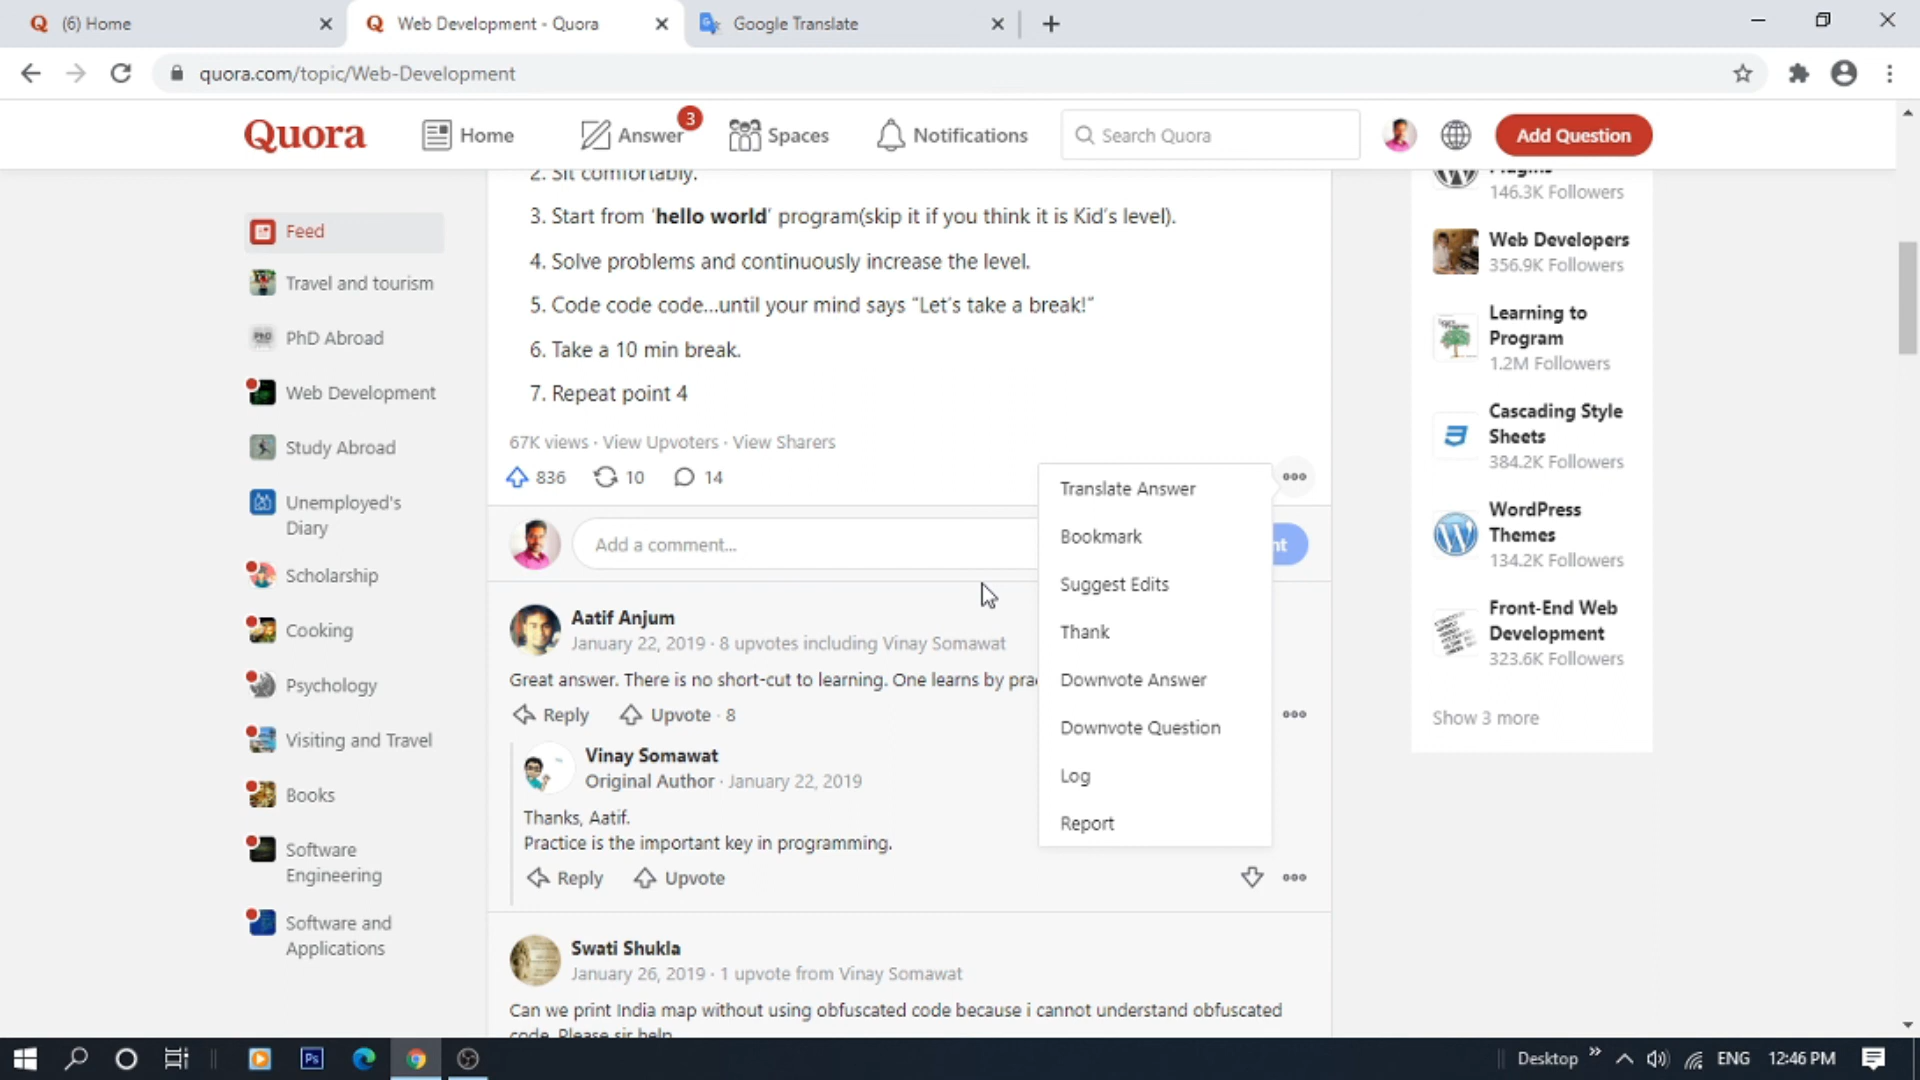 (6) Home
Web Development - Quora
Google Translate
quora.com/topic/Web-Development
Quora
Home
Answer
3
Spaces
Notifications
Search Quora
Add Question
Feed
Travel and tourism
PhD Abroad
Web Development
Study Abroad
Unemployed's
Diary
Scholarship
Cooking
Psychology
Visiting and Travel
Books
Software
Engineering
Software and
Applications
2. Sit comfortably.
3. Start from ‘hello world’ program(skip it if you think it is Kid’s level).
4. Solve problems and continuously increase the level.
5. Code code code...until your mind says “Let’s take a break!”
6. Take a 10 min break.
7. Repeat point 4
67K views · View Upvoters · View Sharers
836 10 14
Add a comment...
nt
Translate Answer
Bookmark
Suggest Edits
Thank
Downvote Answer
Downvote Question
Log
Report
Aatif Anjum
January 22, 2019 · 8 upvotes including Vinay Somawat
Great answer. There is no short-cut to learning. One learns by pra
Reply Upvote · 8
Vinay Somawat
Original Author · January 22, 2019
Thanks, Aatif.
Practice is the important key in programming.
Reply Upvote
Swati Shukla
January 26, 2019 · 1 upvote from Vinay Somawat
Can we print India map without using obfuscated code because i cannot understand obfuscated
code. Please sir help
Plugins
146.3K Followers
Web Developers
356.9K Followers
Learning to
Program
1.2M Followers
Cascading Style
Sheets
384.2K Followers
WordPress
Themes
134.2K Followers
Front-End Web
Development
323.6K Followers
Show 3 more
Ps
Desktop
ENG
12:46 PM